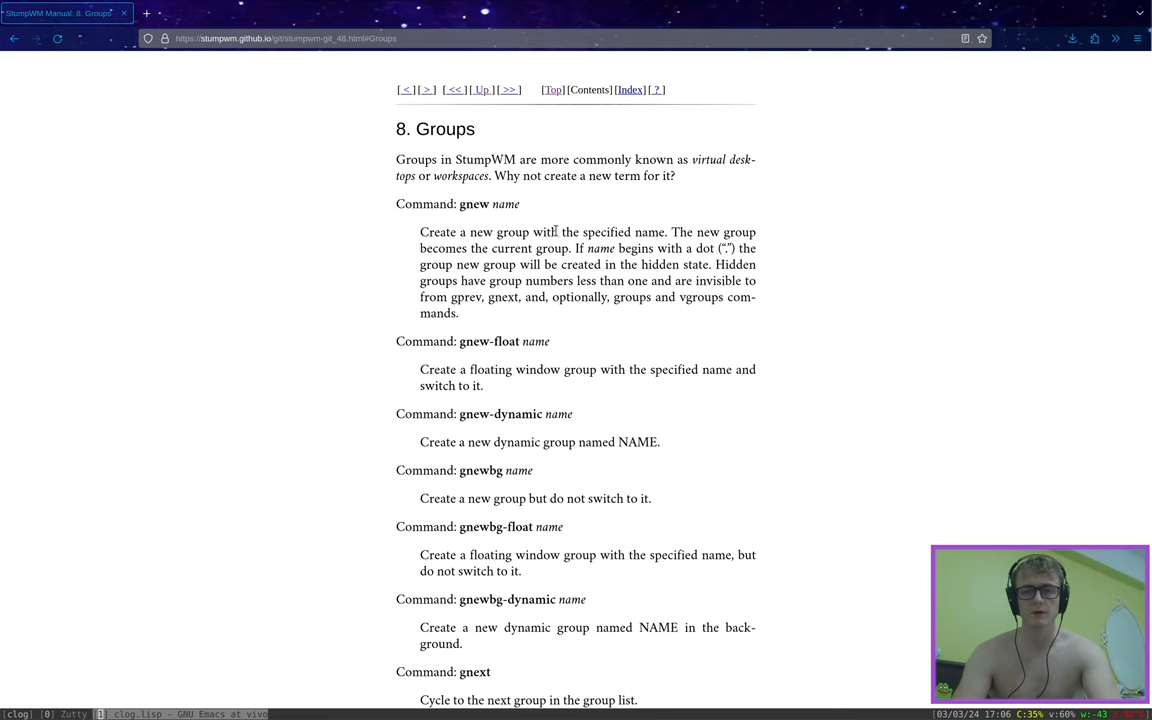 StumpWM Manual: 8. Groups
https://stumpwm.github.io/git/stumpwm-git_48.html#Groups
[ < ] [ > ] [ << ] [ Up ] [ >> ] [Top] [Contents] [Index] [ ? ]
8. Groups
Groups in StumpWM are more commonly known as virtual desk-
tops or workspaces. Why not create a new term for it?
Command: gnew name
Create a new group with the specified name. The new group
becomes the current group. If name begins with a dot (“.”) the
group new group will be created in the hidden state. Hidden
groups have group numbers less than one and are invisible to
from gprev, gnext, and, optionally, groups and vgroups com-
mands.
Command: gnew-float name
Create a floating window group with the specified name and
switch to it.
Command: gnew-dynamic name
Create a new dynamic group named NAME.
Command: gnewbg name
Create a new group but do not switch to it.
Command: gnewbg-float name
Create a floating window group with the specified name, but
do not switch to it.
Command: gnewbg-dynamic name
Create a new dynamic group named NAME in the back-
ground.
Command: gnext
Cycle to the next group in the group list.
[clog] [0] Zutty [1] clog.lisp - GNU Emacs at vivo
[03/03/24 17:06 C:35% v:60% w:-43